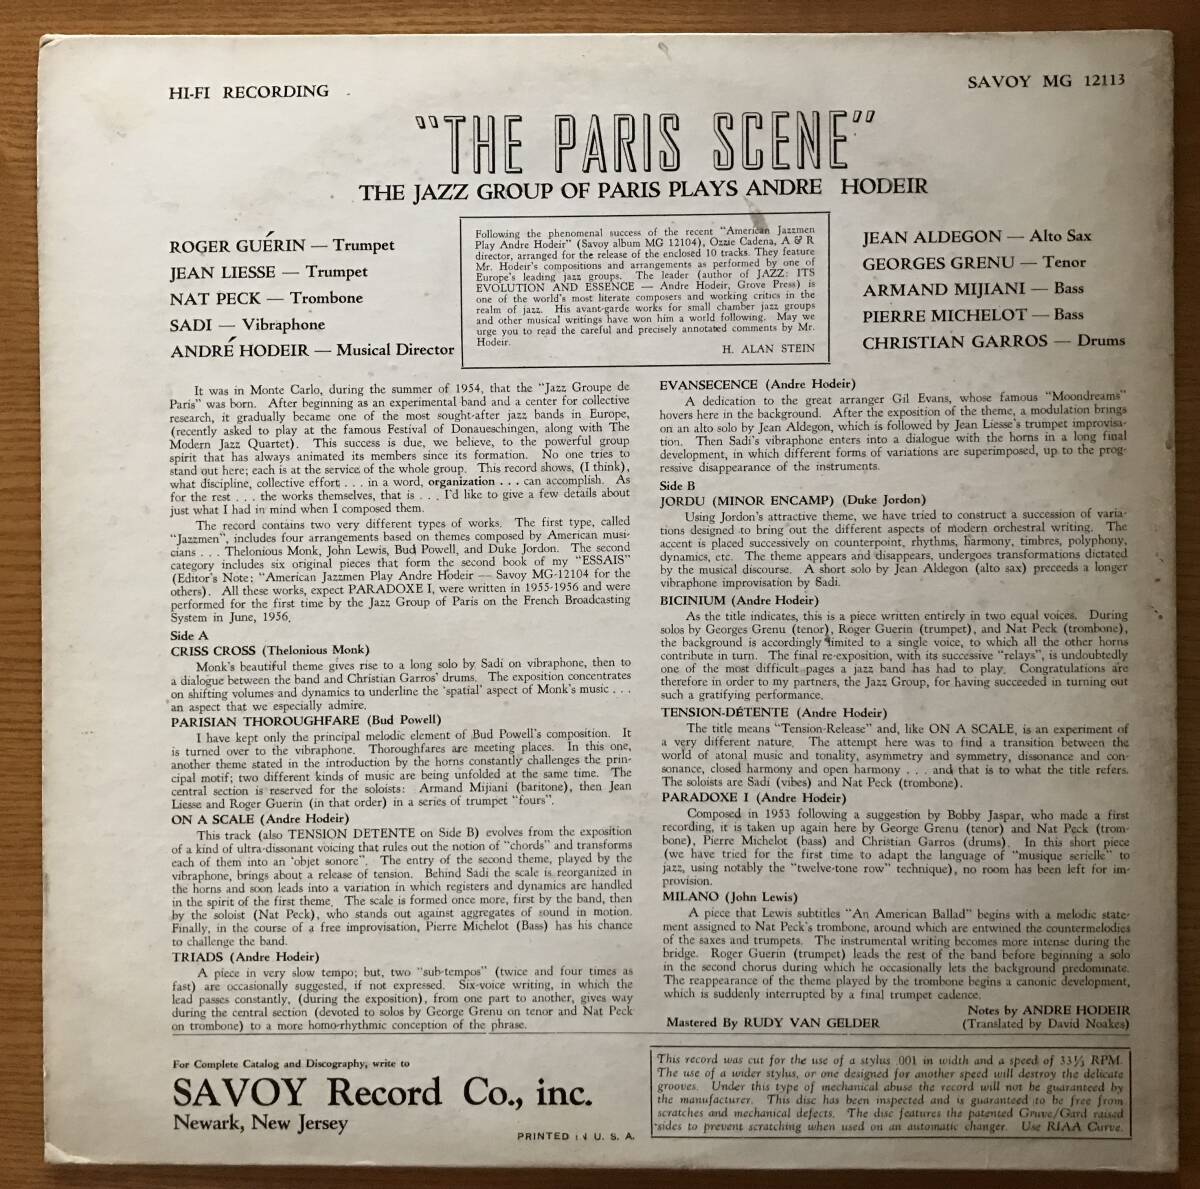 HI-FI RECORDING
SAVOY MG 12113
"THE PARIS SCENE"
THE JAZZ GROUP OF PARIS PLAYS ANDRE HODEIR
ROGER GUÉRIN — Trumpet
JEAN LIESSE — Trumpet
NAT PECK — Trombone
SADI — Vibraphone
ANDRÉ HODEIR — Musical Director
Following the phenomenal success of the recent "American Jazzmen
Play Andre Hodeir" (Savoy album MG 12104), Ozzie Cadena, A & R
director, arranged for the release of the enclosed 10 tracks. They feature
Mr. Hodeir's compositions and arrangements as performed by one of
Europe's leading jazz groups. The leader (author of JAZZ: ITS
EVOLUTION AND ESSENCE — Andre Hodeir, Grove Press) is
one of the world's most literate composers and working critics in the
realm of jazz. His avant-garde works for small chamber jazz groups
and other musical writings have won him a world following. May we
urge you to read the careful and precisely annotated comments by Mr.
Hodeir.
H. ALAN STEIN
JEAN ALDEGON — Alto Sax
GEORGES GRENU — Tenor
ARMAND MIJIANI — Bass
PIERRE MICHELOT — Bass
CHRISTIAN GARROS — Drums
It was in Monte Carlo, during the summer of 1954, that the "Jazz Groupe de
Paris" was born. After beginning as an experimental band and a center for collective
research, it gradually became one of the most sought-after jazz bands in Europe,
(recently asked to play at the famous Festival of Donaueschingen, along with The
Modern Jazz Quartet). This success is due, we believe, to the powerful group
spirit that has always animated its members since its formation. No one tries to
stand out here; each is at the service of the whole group. This record shows, (I think),
what discipline, collective effort . . . in a word, organization . . . can accomplish. As
for the rest . . . the works themselves, that is . . . I'd like to give a few details about
just what I had in mind when I composed them.
The record contains two very different types of works. The first type, called
"Jazzmen", includes four arrangements based on themes composed by American musi-
cians . . . Thelonious Monk, John Lewis, Bud Powell, and Duke Jordon. The second
category includes six original pieces that form the second book of my "ESSAIS"
(Editor's Note; "American Jazzmen Play Andre Hodeir — Savoy MG-12104 for the
others). All these works, expect PARADOXE I, were written in 1955-1956 and were
performed for the first time by the Jazz Group of Paris on the French Broadcasting
System in June, 1956.
Side A
CRISS CROSS (Thelonious Monk)
Monk's beautiful theme gives rise to a long solo by Sadi on vibraphone, then to
a dialogue between the band and Christian Garros' drums. The exposition concentrates
on shifting volumes and dynamics to underline the 'spatial' aspect of Monk's music . . .
an aspect that we especially admire.
PARISIAN THOROUGHFARE (Bud Powell)
I have kept only the principal melodic element of Bud Powell's composition. It
is turned over to the vibraphone. Thoroughfares are meeting places. In this one,
another theme stated in the introduction by the horns constantly challenges the prin-
cipal motif; two different kinds of music are being unfolded at the same time. The
central section is reserved for the soloists: Armand Mijiani (baritone), then Jean
Liesse and Roger Guerin (in that order) in a series of trumpet "fours".
ON A SCALE (Andre Hodeir)
This track (also TENSION DETENTE on Side B) evolves from the exposition
of a kind of ultra-dissonant voicing that rules out the notion of "chords" and transforms
each of them into an 'objet sonore". The entry of the second theme, played by the
vibraphone, brings about a release of tension. Behind Sadi the scale is reorganized in
the horns and soon leads into a variation in which registers and dynamics are handled
in the spirit of the first theme. The scale is formed once more, first by the band, then
by the soloist (Nat Peck), who stands out against aggregates of sound in motion.
Finally, in the course of a free improvisation, Pierre Michelot (Bass) has his chance
to challenge the band.
TRIADS (Andre Hodeir)
A piece in very slow tempo; but, two "sub-tempos" (twice and four times as
fast) are occasionally suggested, if not expressed. Six-voice writing, in which the
lead passes constantly, (during the exposition), from one part to another, gives way
during the central section (devoted to solos by George Grenu on tenor and Nat Peck
on trombone) to a more homo-rhythmic conception of the phrase.
EVANSECENCE (Andre Hodeir)
A dedication to the great arranger Gil Evans, whose famous "Moondreams"
hovers here in the background. After the exposition of the theme, a modulation brings
on an alto solo by Jean Aldegon, which is followed by Jean Liesse's trumpet improvisa-
tion. Then Sadi's vibraphone enters into a dialogue with the horns in a long final
development, in which different forms of variations are superimposed, up to the prog-
ressive disappearance of the instruments.
Side B
JORDU (MINOR ENCAMP) (Duke Jordon)
Using Jordon's attractive theme, we have tried to construct a succession of varia-
tions designed to bring out the different aspects of modern orchestral writing. The
accent is placed successively on counterpoint, rhythms, harmony, timbres, polyphony,
dynamics, etc. The theme appears and disappears, undergoes transformations dictated
by the musical discourse. A short solo by Jean Aldegon (alto sax) preceeds a longer
vibraphone improvisation by Sadi.
BICINIUM (Andre Hodeir)
As the title indicates, this is a piece written entirely in two equal voices. During
solos by Georges Grenu (tenor), Roger Guerin (trumpet), and Nat Peck (trombone),
the background is accordingly limited to a single voice, to which all the other horns
contribute in turn. The final re-exposition, with its successive "relays", is undoubtedly
one of the most difficult pages a jazz band has had to play. Congratulations are
therefore in order to my partners, the Jazz Group, for having succeeded in turning out
such a gratifying performance.
TENSION-DÉTENTE (Andre Hodeir)
The title means "Tension-Release" and, like ON A SCALE, is an experiment of
a very different nature. The attempt here was to find a transition between the
world of atonal music and tonality, asymmetry and symmetry, dissonance and con-
sonance, closed harmony and open harmony . . . and that is to what the title refers.
The soloists are Sadi (vibes) and Nat Peck (trombone).
PARADOXE I (Andre Hodeir)
Composed in 1953 following a suggestion by Bobby Jaspar, who made a first
recording, it is taken up again here by George Grenu (tenor) and Nat Peck (trom-
bone), Pierre Michelot (bass) and Christian Garros (drums). In this short piece
(we have tried for the first time to adapt the language of "musique serielle" to
jazz, using notably the "twelve-tone row" technique), no room has been left for im-
provision.
MILANO (John Lewis)
A piece that Lewis subtitles "An American Ballad" begins with a melodic state-
ment assigned to Nat Peck's trombone, around which are entwined the countermelodies
of the saxes and trumpets. The instrumental writing becomes more intense during the
bridge. Roger Guerin (trumpet) leads the rest of the band before beginning a solo
in the second chorus during which he occasionally lets the background predominate.
The reappearance of the theme played by the trombone begins a canonic development,
which is suddenly interrupted by a final trumpet cadence.
Notes by ANDRE HODEIR
Mastered By RUDY VAN GELDER
(Translated by David Noakes)
For Complete Catalog and Discography, write to
SAVOY Record Co., inc.
Newark, New Jersey
PRINTED IN U. S. A.
This record was cut for the use of a stylus .001 in width and a speed of 33⅓ RPM.
The use of a wider stylus, or one designed for another speed will destroy the delicate
grooves. Under this type of mechanical abuse the record will not be guaranteed by
the manufacturer. This disc has been inspected and is guaranteed to be free from
scratches and mechanical defects. The disc features the patented Gruve/Gard raised
sides to prevent scratching when used on an automatic changer. Use RIAA Curve.